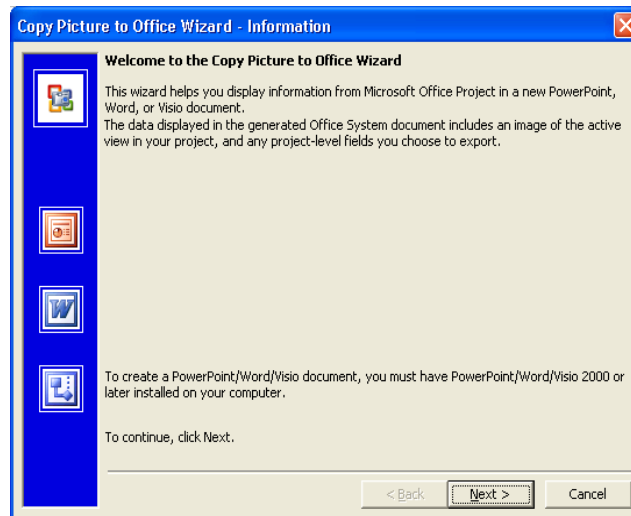 Copy Picture to Office Wizard - Information
Welcome to the Copy Picture to Office Wizard
This wizard helps you display information from Microsoft Office Project in a new PowerPoint,
Word, or Visio document.
The data displayed in the generated Office System document includes an image of the active
view in your project, and any project-level fields you choose to export.
To create a PowerPoint/Word/Visio document, you must have PowerPoint/Word/Visio 2000 or
later installed on your computer.
To continue, click Next.
< Back Next > Cancel